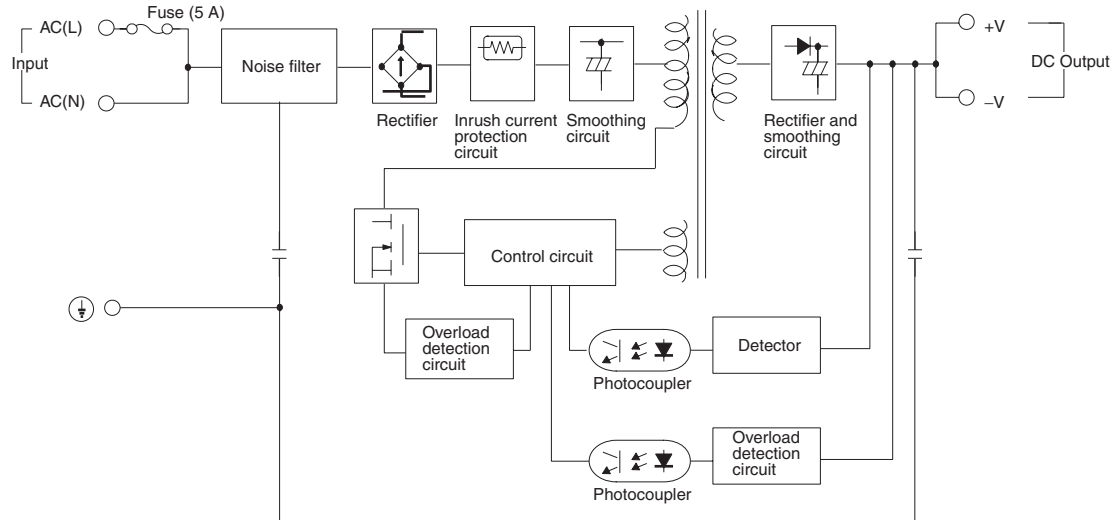 Fuse (5 A)
AC(L)
Input
AC(N)
Noise filter
Rectifier
Inrush current
protection
circuit
Smoothing
circuit
Rectifier and
smoothing
circuit
+V
DC Output
–V
Control circuit
Overload
detection
circuit
Photocoupler
Detector
Photocoupler
Overload
detection
circuit